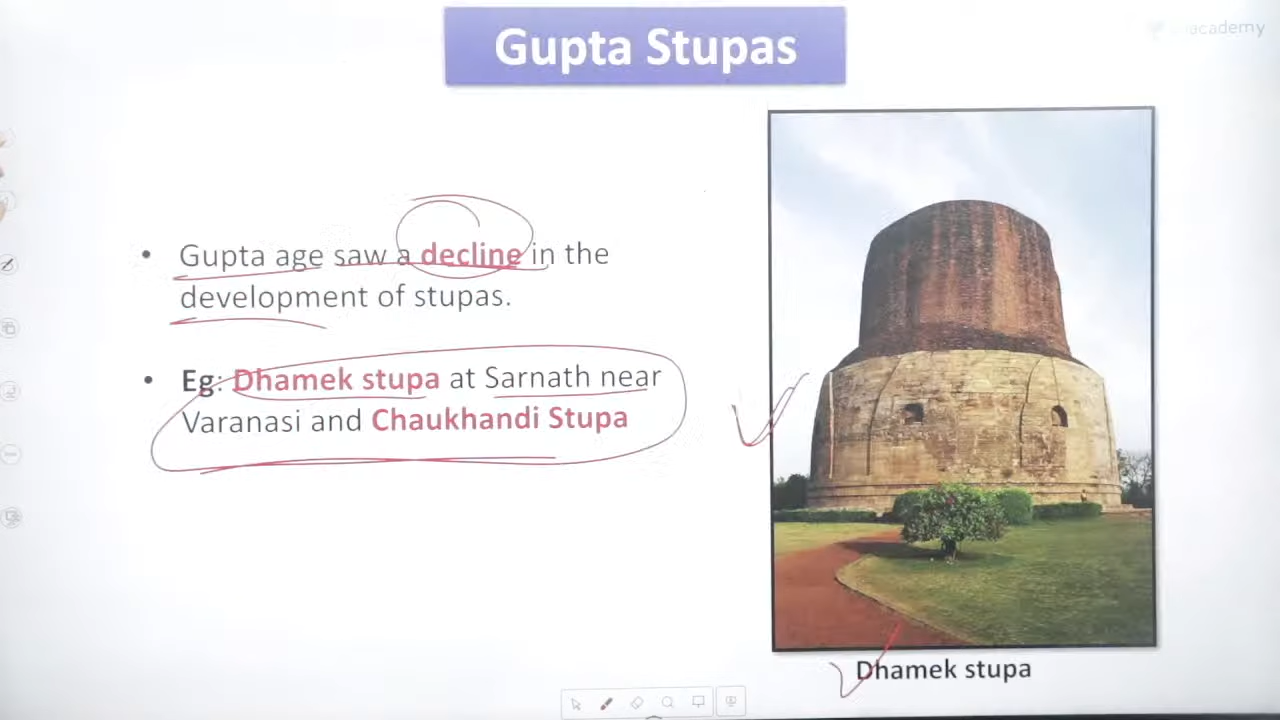 Gupta Stupas
• Gupta age saw a decline in the
development of stupas.
• Eg: Dhamek stupa at Sarnath near
Varanasi and Chaukhandi Stupa
Dhamek stupa